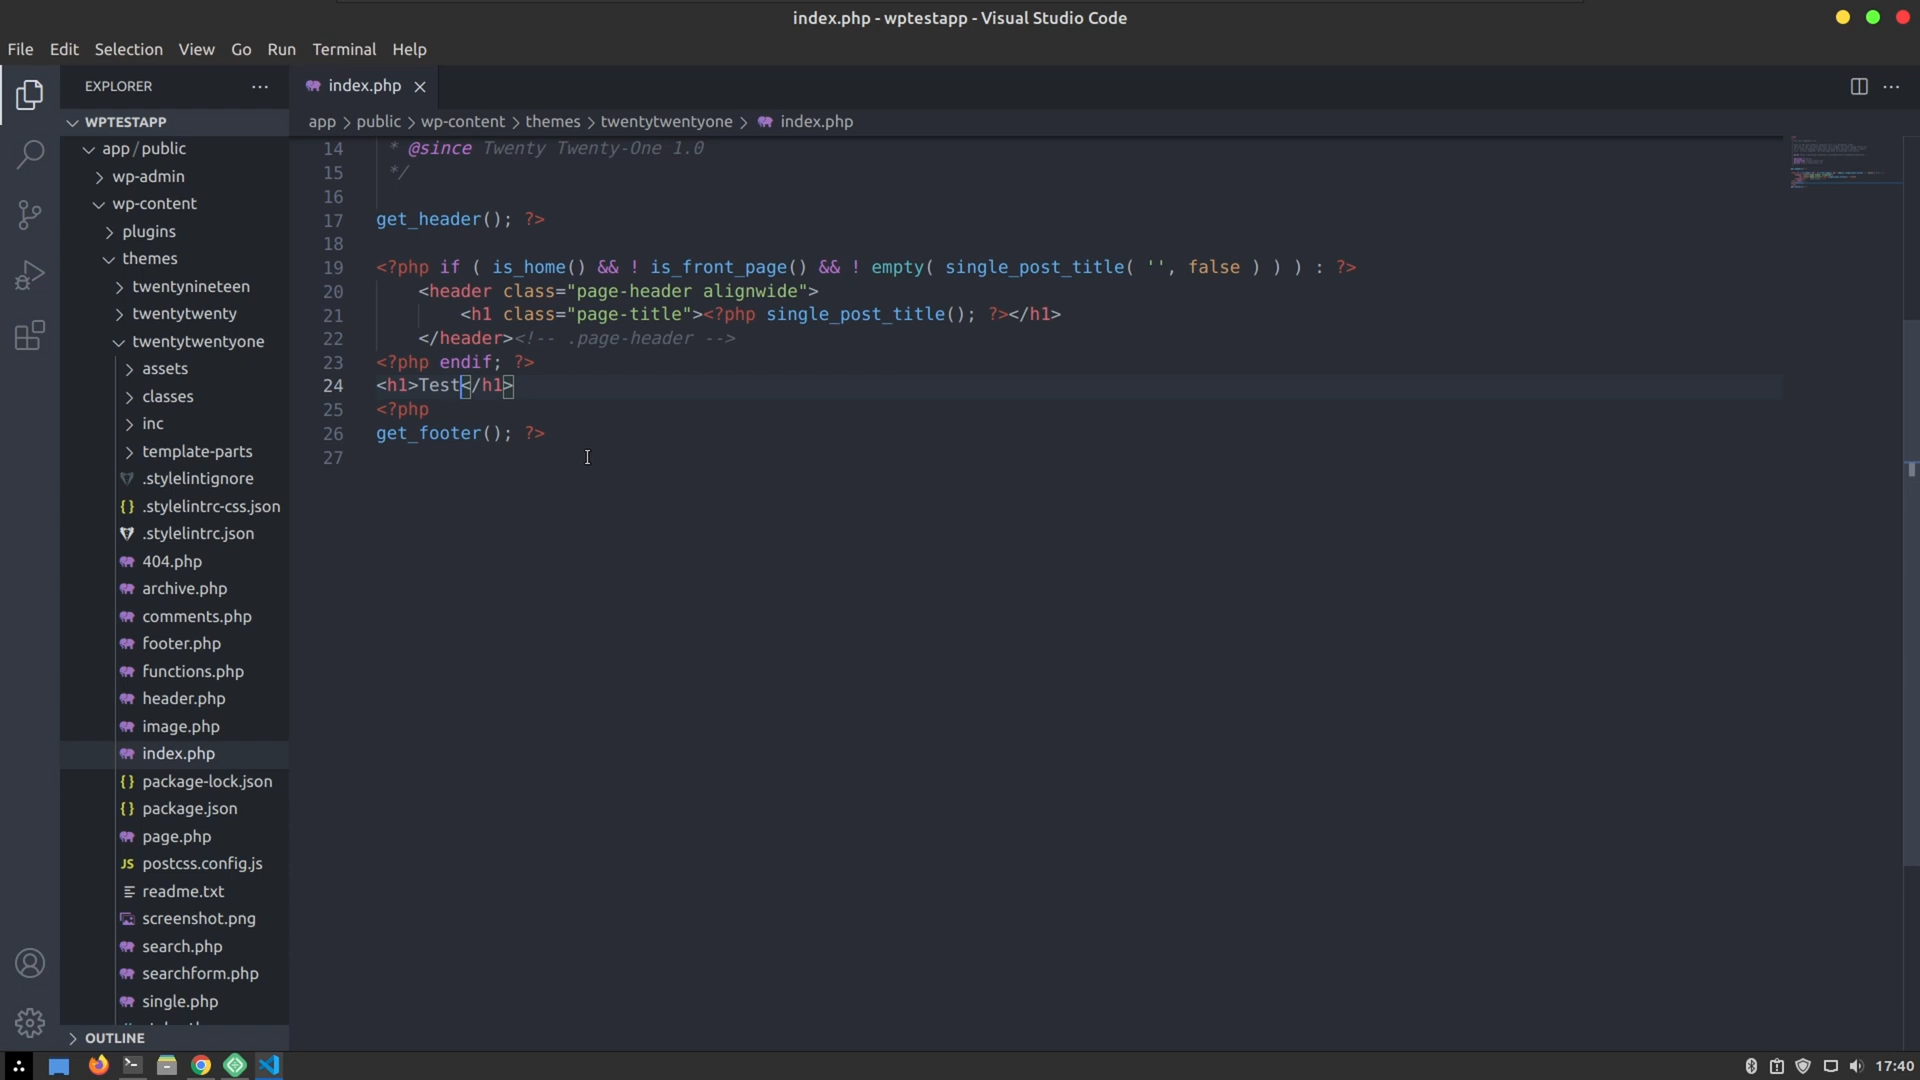 index.php - wptestapp - Visual Studio Code
File Edit Selection View Go Run Terminal Help
EXPLORER
WPTESTAPP
app / public
wp-admin
wp-content
plugins
themes
twentynineteen
twentytwenty
twentytwentyone
assets
classes
inc
template-parts
.stylelintignore
.stylelintrc-css.json
.stylelintrc.json
404.php
archive.php
comments.php
footer.php
functions.php
header.php
image.php
index.php
package-lock.json
package.json
page.php
postcss.config.js
readme.txt
screenshot.png
search.php
searchform.php
single.php
OUTLINE
index.php
app > public > wp-content > themes > twentytwentyone > index.php
14 * @since Twenty Twenty-One 1.0
15 */
16
17 get_header(); ?>
18
19 <?php if ( is_home() && ! is_front_page() && ! empty( single_post_title( '', false ) ) ) : ?>
20 <header class="page-header alignwide">
21 <h1 class="page-title"><?php single_post_title(); ?></h1>
22 </header><!-- .page-header -->
23 <?php endif; ?>
24 <h1>Test</h1>
25 <?php
26 get_footer(); ?>
27
17:40